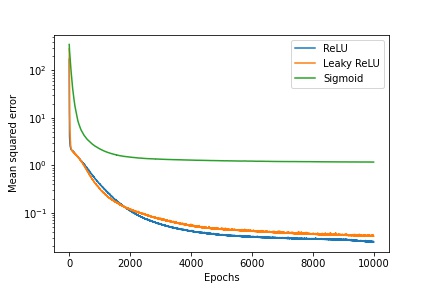 ReLU
Leaky ReLU
Sigmoid
Mean squared error
10²
10¹
10⁰
10⁻¹
0 2000 4000 6000 8000 10000
Epochs